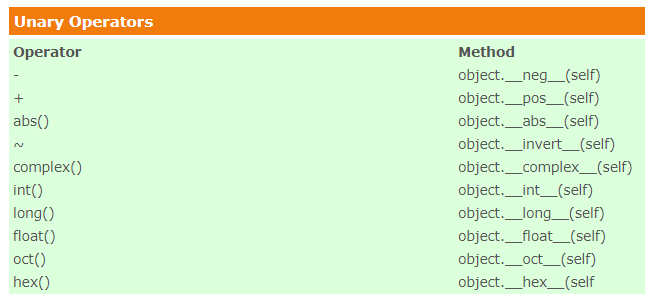 Unary Operators
Operator Method
- object.__neg__(self)
+ object.__pos__(self)
abs() object.__abs__(self)
~ object.__invert__(self)
complex() object.__complex__(self)
int() object.__int__(self)
long() object.__long__(self)
float() object.__float__(self)
oct() object.__oct__(self)
hex() object.__hex__(self